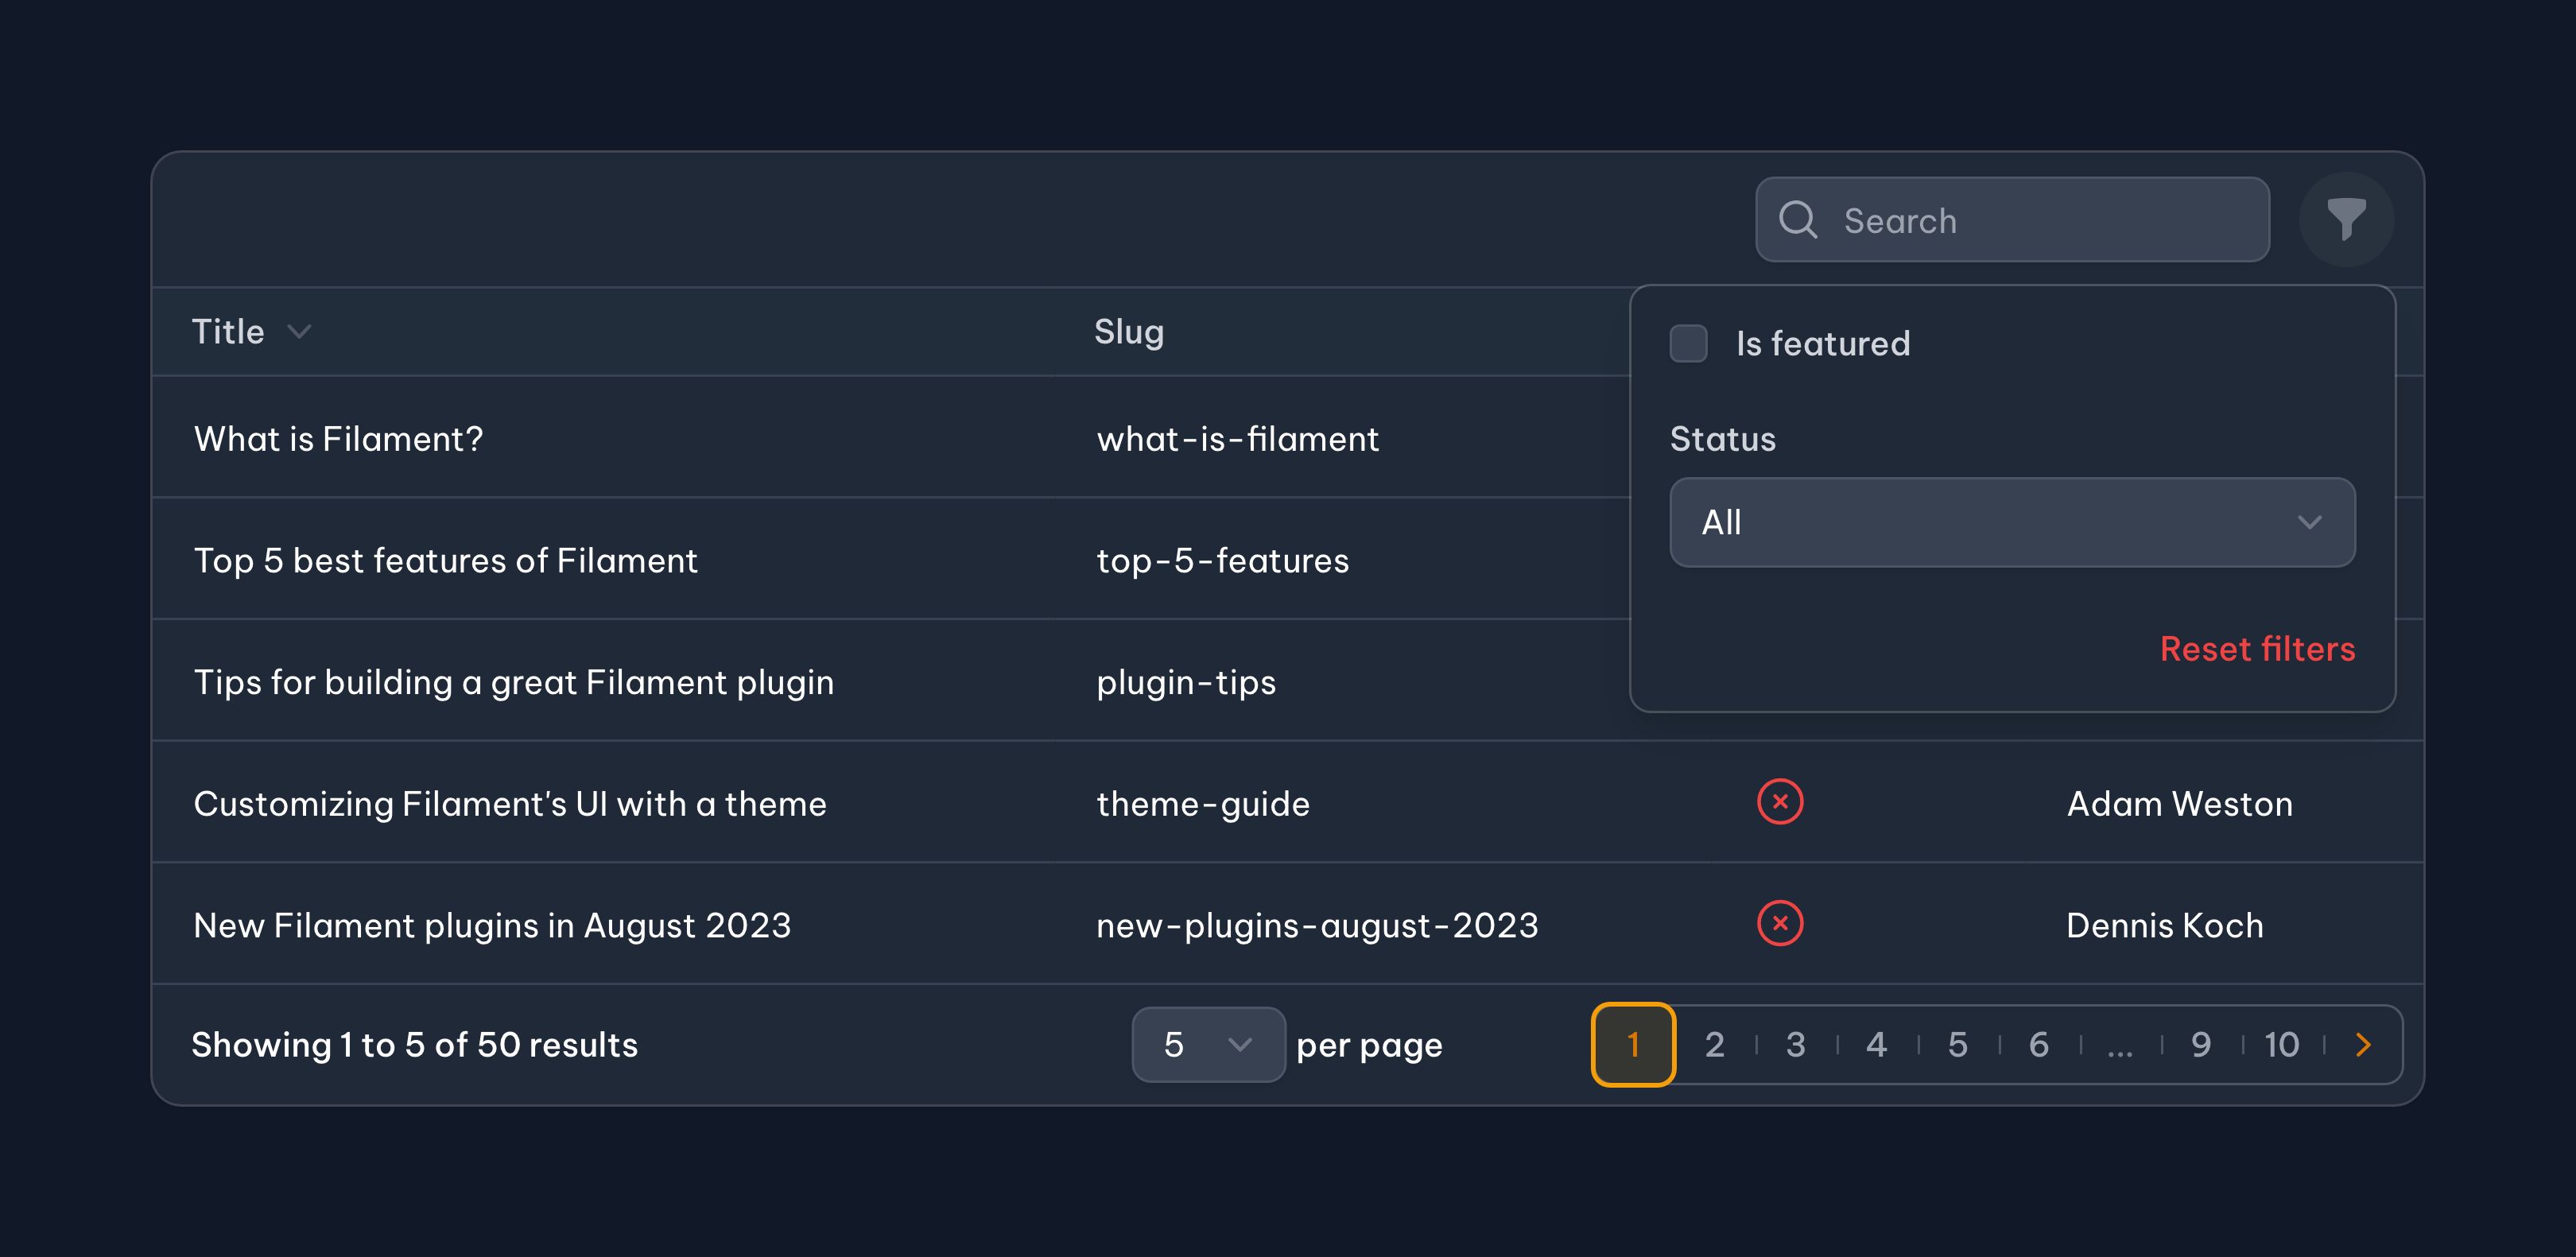 Search
Title Slug
Is featured
What is Filament? what-is-filament
Status
All
Top 5 best features of Filament top-5-features
Reset filters
Tips for building a great Filament plugin plugin-tips
Customizing Filament's UI with a theme theme-guide Adam Weston
New Filament plugins in August 2023 new-plugins-august-2023 Dennis Koch
Showing 1 to 5 of 50 results 5 per page 1 2 3 4 5 6 ... 9 10